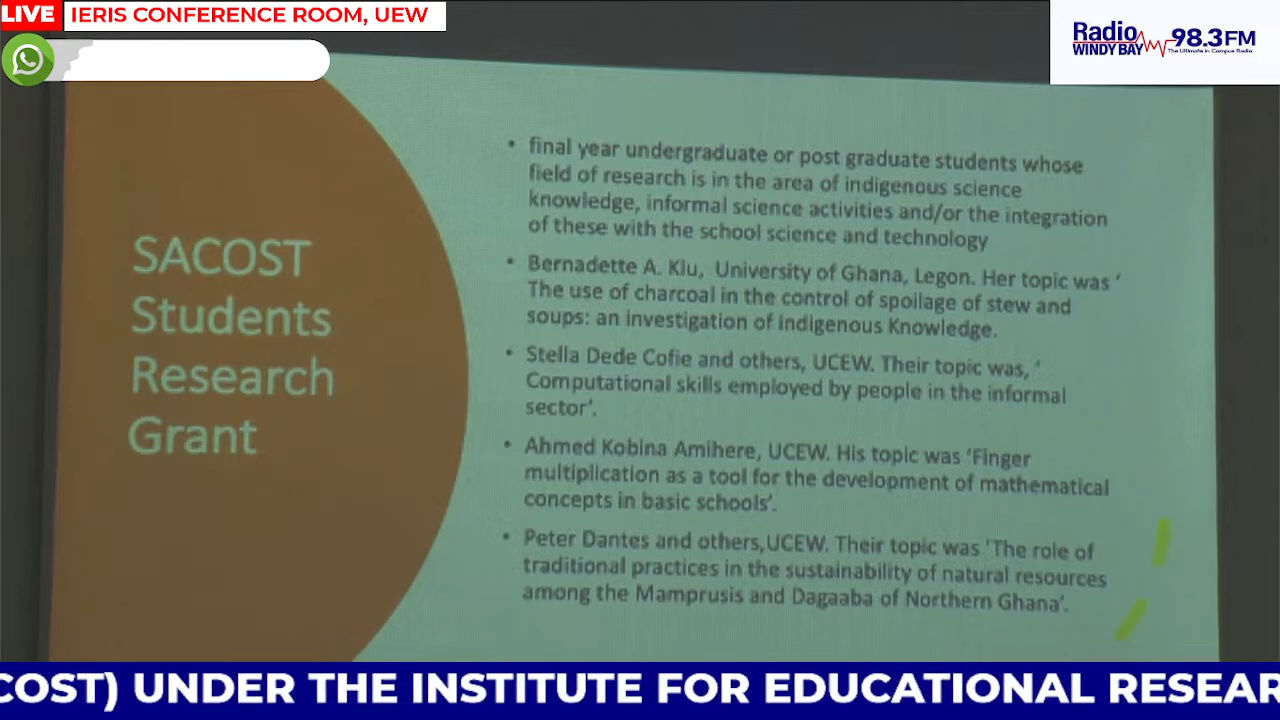 LIVE
IERIS CONFERENCE ROOM, UEW
Radio
WINDY BAY
98.3FM
The Ultimate in Campus Radio
SACOST
Students
Research
Grant
• final year undergraduate or post graduate students whose
field of research is in the area of indigenous science
knowledge, informal science activities and/or the integration
of these with the school science and technology
• Bernadette A. Klu, University of Ghana, Legon. Her topic was ‘
The use of charcoal in the control of spoilage of stew and
soups: an investigation of Indigenous Knowledge.
• Stella Dede Cofie and others, UCEW. Their topic was, ‘
Computational skills employed by people in the informal
sector’.
• Ahmed Kobina Amihere, UCEW. His topic was ‘Finger
multiplication as a tool for the development of mathematical
concepts in basic schools’.
• Peter Dantes and others,UCEW. Their topic was ‘The role of
traditional practices in the sustainability of natural resources
among the Mamprusis and Dagaaba of Northern Ghana’.
COST) UNDER THE INSTITUTE FOR EDUCATIONAL RESEAR